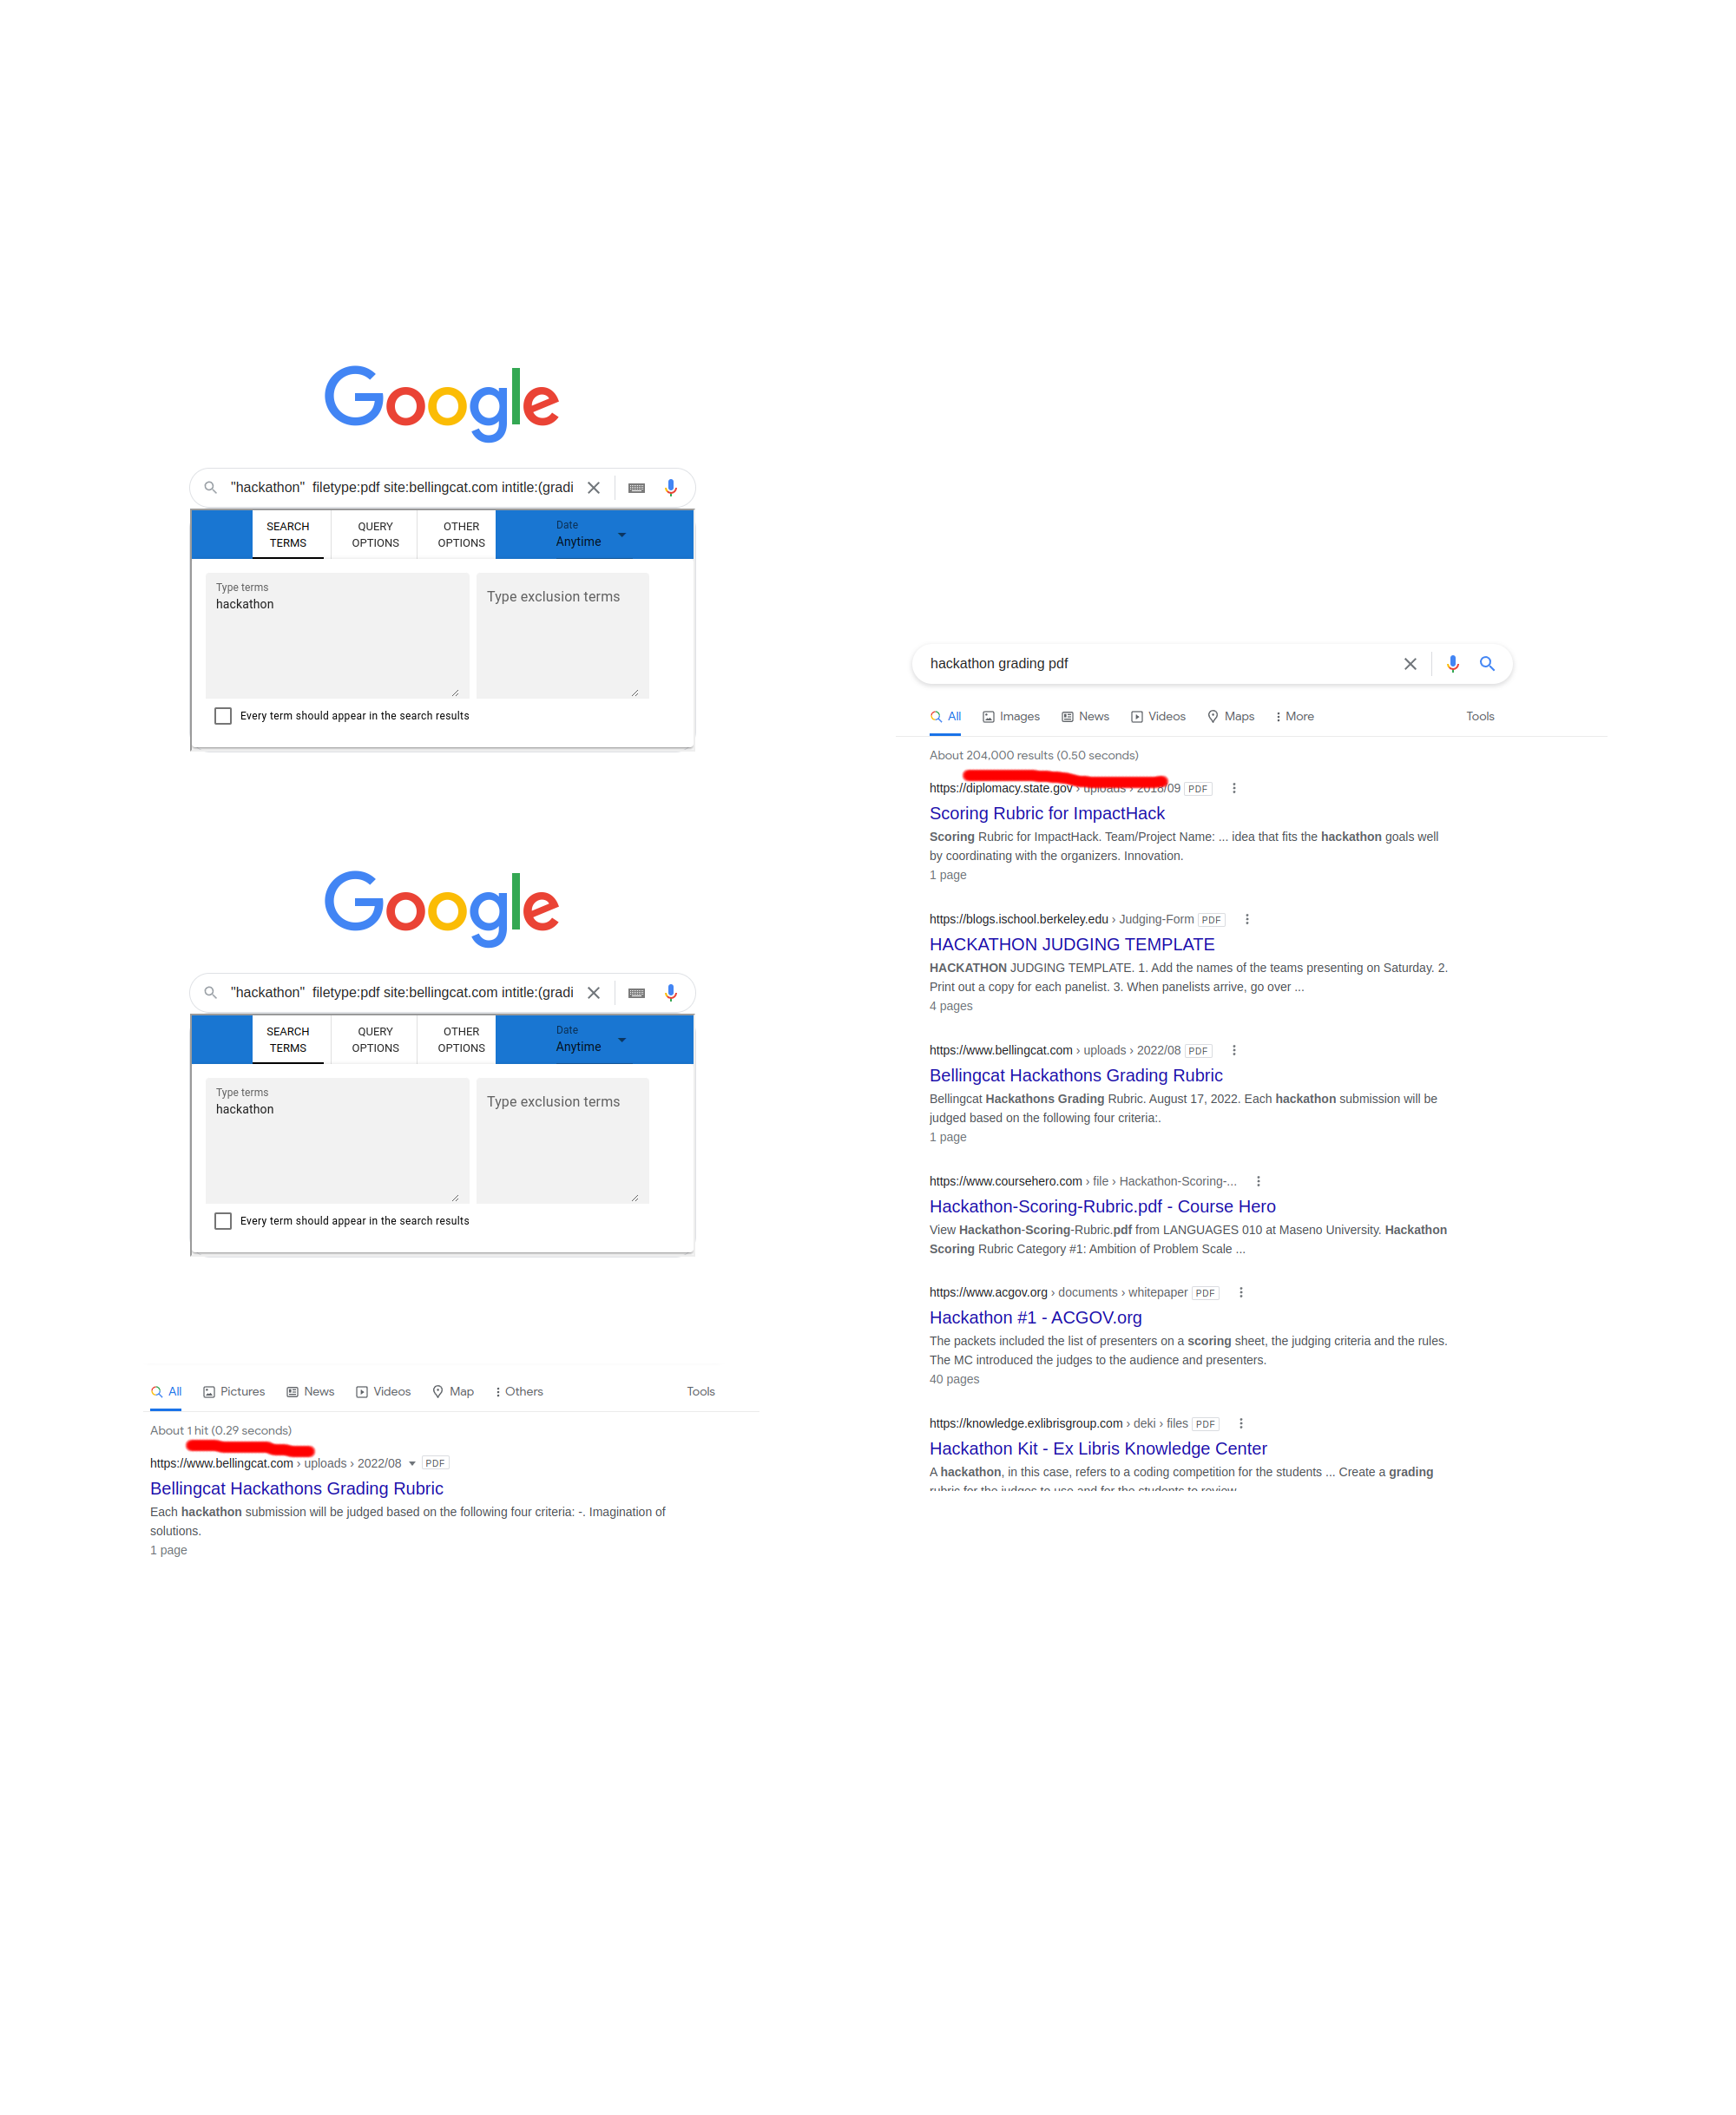 Google
"hackathon"  filetype:pdf site:bellingcat.com intitle:(gradi
SEARCH TERMS
QUERY OPTIONS
OTHER OPTIONS
Date
Anytime
Type terms
hackathon
Type exclusion terms
Every term should appear in the search results
Google
"hackathon"  filetype:pdf site:bellingcat.com intitle:(gradi
SEARCH TERMS
QUERY OPTIONS
OTHER OPTIONS
Date
Anytime
Type terms
hackathon
Type exclusion terms
Every term should appear in the search results
All Pictures News Videos Map Others Tools
About 1 hit (0.29 seconds)
https://www.bellingcat.com › uploads › 2022/08 PDF
Bellingcat Hackathons Grading Rubric
Each hackathon submission will be judged based on the following four criteria: -. Imagination of
solutions.
1 page
hackathon grading pdf
All Images News Videos Maps More Tools
About 204,000 results (0.50 seconds)
https://diplomacy.state.gov › uploads › 2018/09 PDF
Scoring Rubric for ImpactHack
Scoring Rubric for ImpactHack. Team/Project Name: ... idea that fits the hackathon goals well
by coordinating with the organizers. Innovation.
1 page
https://blogs.ischool.berkeley.edu › Judging-Form PDF
HACKATHON JUDGING TEMPLATE
HACKATHON JUDGING TEMPLATE. 1. Add the names of the teams presenting on Saturday. 2.
Print out a copy for each panelist. 3. When panelists arrive, go over ...
4 pages
https://www.bellingcat.com › uploads › 2022/08 PDF
Bellingcat Hackathons Grading Rubric
Bellingcat Hackathons Grading Rubric. August 17, 2022. Each hackathon submission will be
judged based on the following four criteria:.
1 page
https://www.coursehero.com › file › Hackathon-Scoring-...
Hackathon-Scoring-Rubric.pdf - Course Hero
View Hackathon-Scoring-Rubric.pdf from LANGUAGES 010 at Maseno University. Hackathon
Scoring Rubric Category #1: Ambition of Problem Scale ...
https://www.acgov.org › documents › whitepaper PDF
Hackathon #1 - ACGOV.org
The packets included the list of presenters on a scoring sheet, the judging criteria and the rules.
The MC introduced the judges to the audience and presenters.
40 pages
https://knowledge.exlibrisgroup.com › deki › files PDF
Hackathon Kit - Ex Libris Knowledge Center
A hackathon, in this case, refers to a coding competition for the students ... Create a grading
rubric for the judges to use and for the students to review